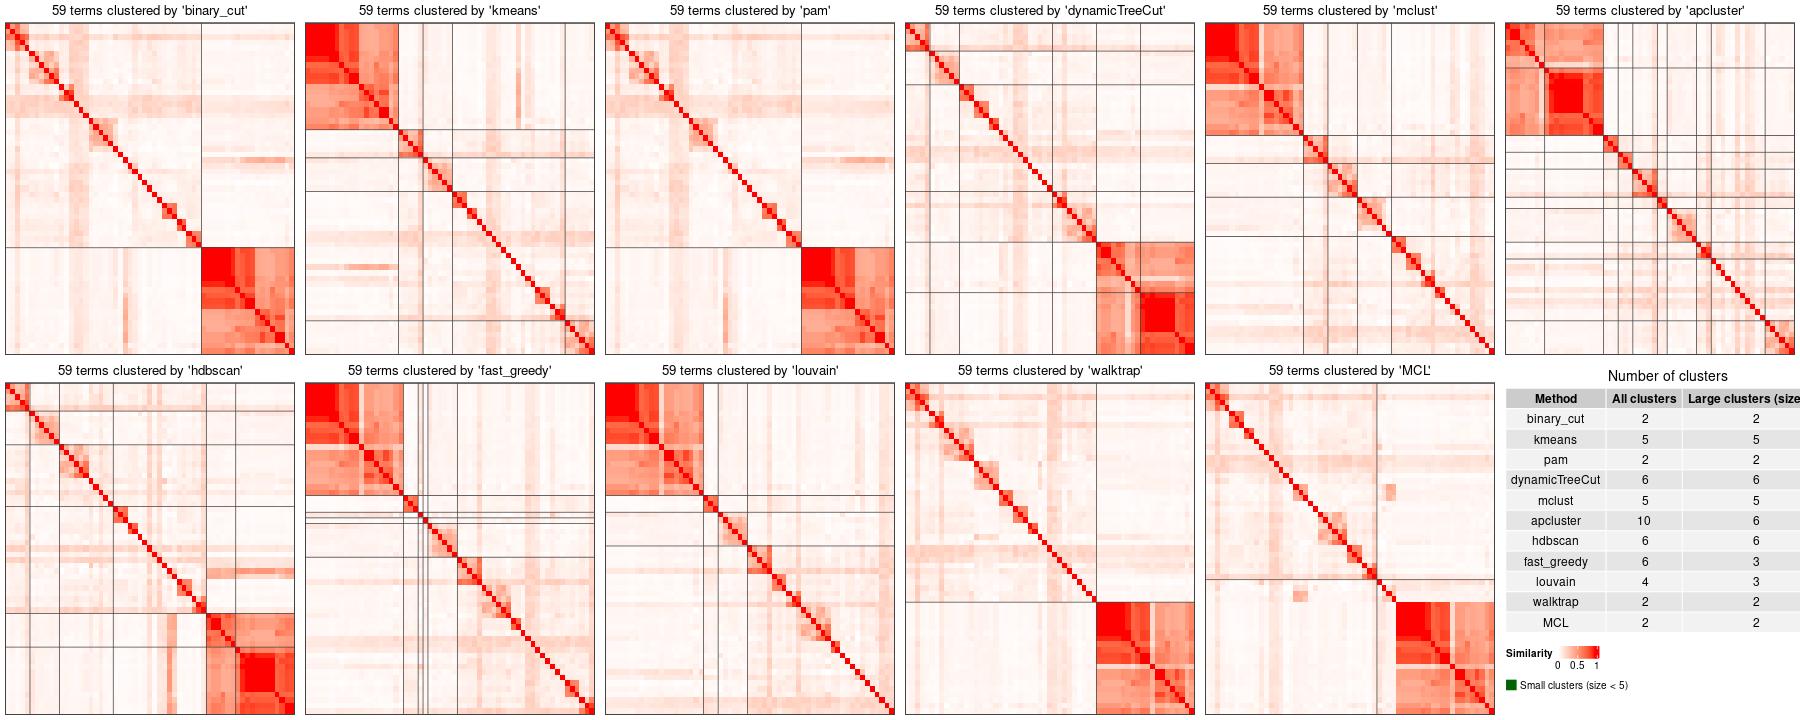 59 terms clustered by 'binary_cut'
59 terms clustered by 'kmeans'
59 terms clustered by 'pam'
59 terms clustered by 'dynamicTreeCut'
59 terms clustered by 'mclust'
59 terms clustered by 'apcluster'
59 terms clustered by 'hdbscan'
59 terms clustered by 'fast_greedy'
59 terms clustered by 'louvain'
59 terms clustered by 'walktrap'
59 terms clustered by 'MCL'
Number of clusters
Method All clusters Large clusters (size
binary_cut 2 2
kmeans 5 5
pam 2 2
dynamicTreeCut 6 6
mclust 5 5
apcluster 10 6
hdbscan 6 6
fast_greedy 6 3
louvain 4 3
walktrap 2 2
MCL 2 2
Similarity
0 0.5 1
Small clusters (size < 5)